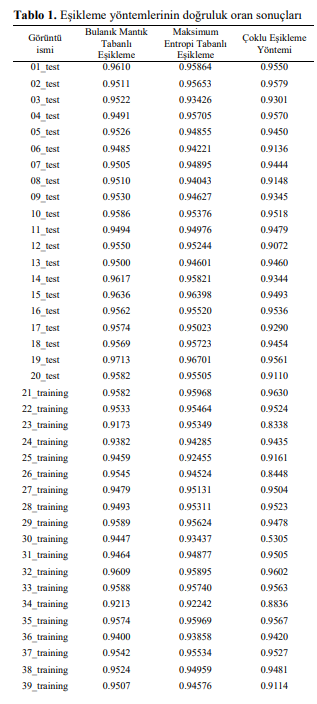 Tablo 1. Eşikleme yöntemlerinin doğruluk oran sonuçları
Görüntü ismi Bulanık Mantık Tabanlı Eşikleme Maksimum Entropi Tabanlı Eşikleme Çoklu Eşikleme Yöntemi
01_test 0.9610 0.95864 0.9550
02_test 0.9511 0.95653 0.9579
03_test 0.9522 0.93426 0.9301
04_test 0.9491 0.95705 0.9570
05_test 0.9526 0.94855 0.9450
06_test 0.9485 0.94221 0.9136
07_test 0.9505 0.94895 0.9444
08_test 0.9510 0.94043 0.9148
09_test 0.9530 0.94627 0.9345
10_test 0.9586 0.95376 0.9518
11_test 0.9494 0.94976 0.9479
12_test 0.9550 0.95244 0.9072
13_test 0.9500 0.94601 0.9460
14_test 0.9617 0.95821 0.9344
15_test 0.9636 0.96398 0.9493
16_test 0.9562 0.95520 0.9536
17_test 0.9574 0.95023 0.9290
18_test 0.9569 0.95723 0.9454
19_test 0.9713 0.96701 0.9561
20_test 0.9582 0.95505 0.9110
21_training 0.9582 0.95968 0.9630
22_training 0.9533 0.95464 0.9524
23_training 0.9173 0.95349 0.8338
24_training 0.9382 0.94285 0.9435
25_training 0.9459 0.92455 0.9161
26_training 0.9545 0.94524 0.8448
27_training 0.9479 0.95131 0.9504
28_training 0.9493 0.95311 0.9523
29_training 0.9589 0.95624 0.9478
30_training 0.9447 0.93437 0.5305
31_training 0.9464 0.94877 0.9505
32_training 0.9609 0.95895 0.9602
33_training 0.9588 0.95740 0.9563
34_training 0.9213 0.92242 0.8836
35_training 0.9574 0.95969 0.9567
36_training 0.9400 0.93858 0.9420
37_training 0.9542 0.95534 0.9527
38_training 0.9524 0.94959 0.9481
39_training 0.9507 0.94576 0.9114